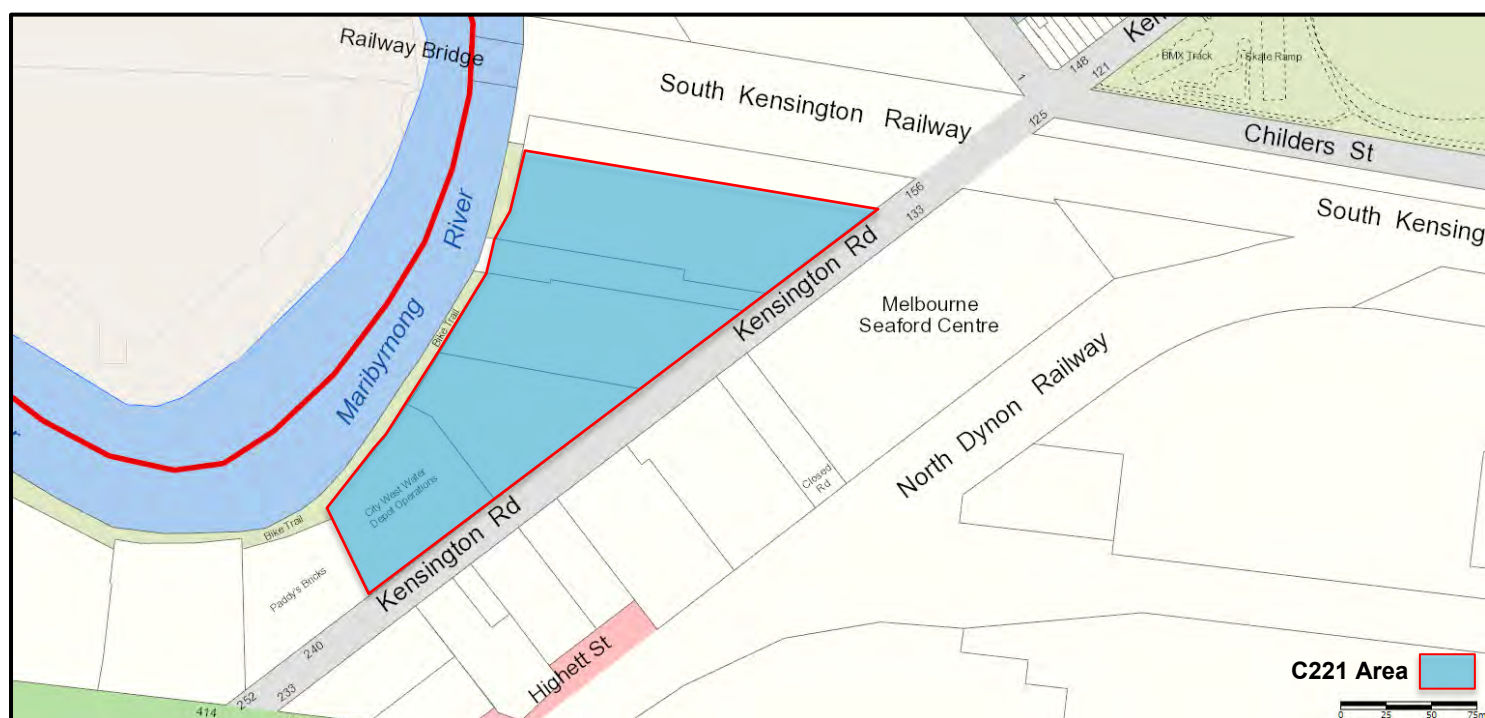 Railway Bridge
South Kensington Railway
148
121
BMX Track
Skate Ramp
1
125
Childers St
156
133
South Kensing
River
Maribyrnong
Bike Trail
Kensington Rd
Melbourne
Seaford Centre
North Dynon Railway
City West Water
Depot Operations
Closed
Rd
Bike Trail
Kensington Rd
Paddy's Bricks
240
252
233
414
Highett St
C221 Area
0 25 50 75m